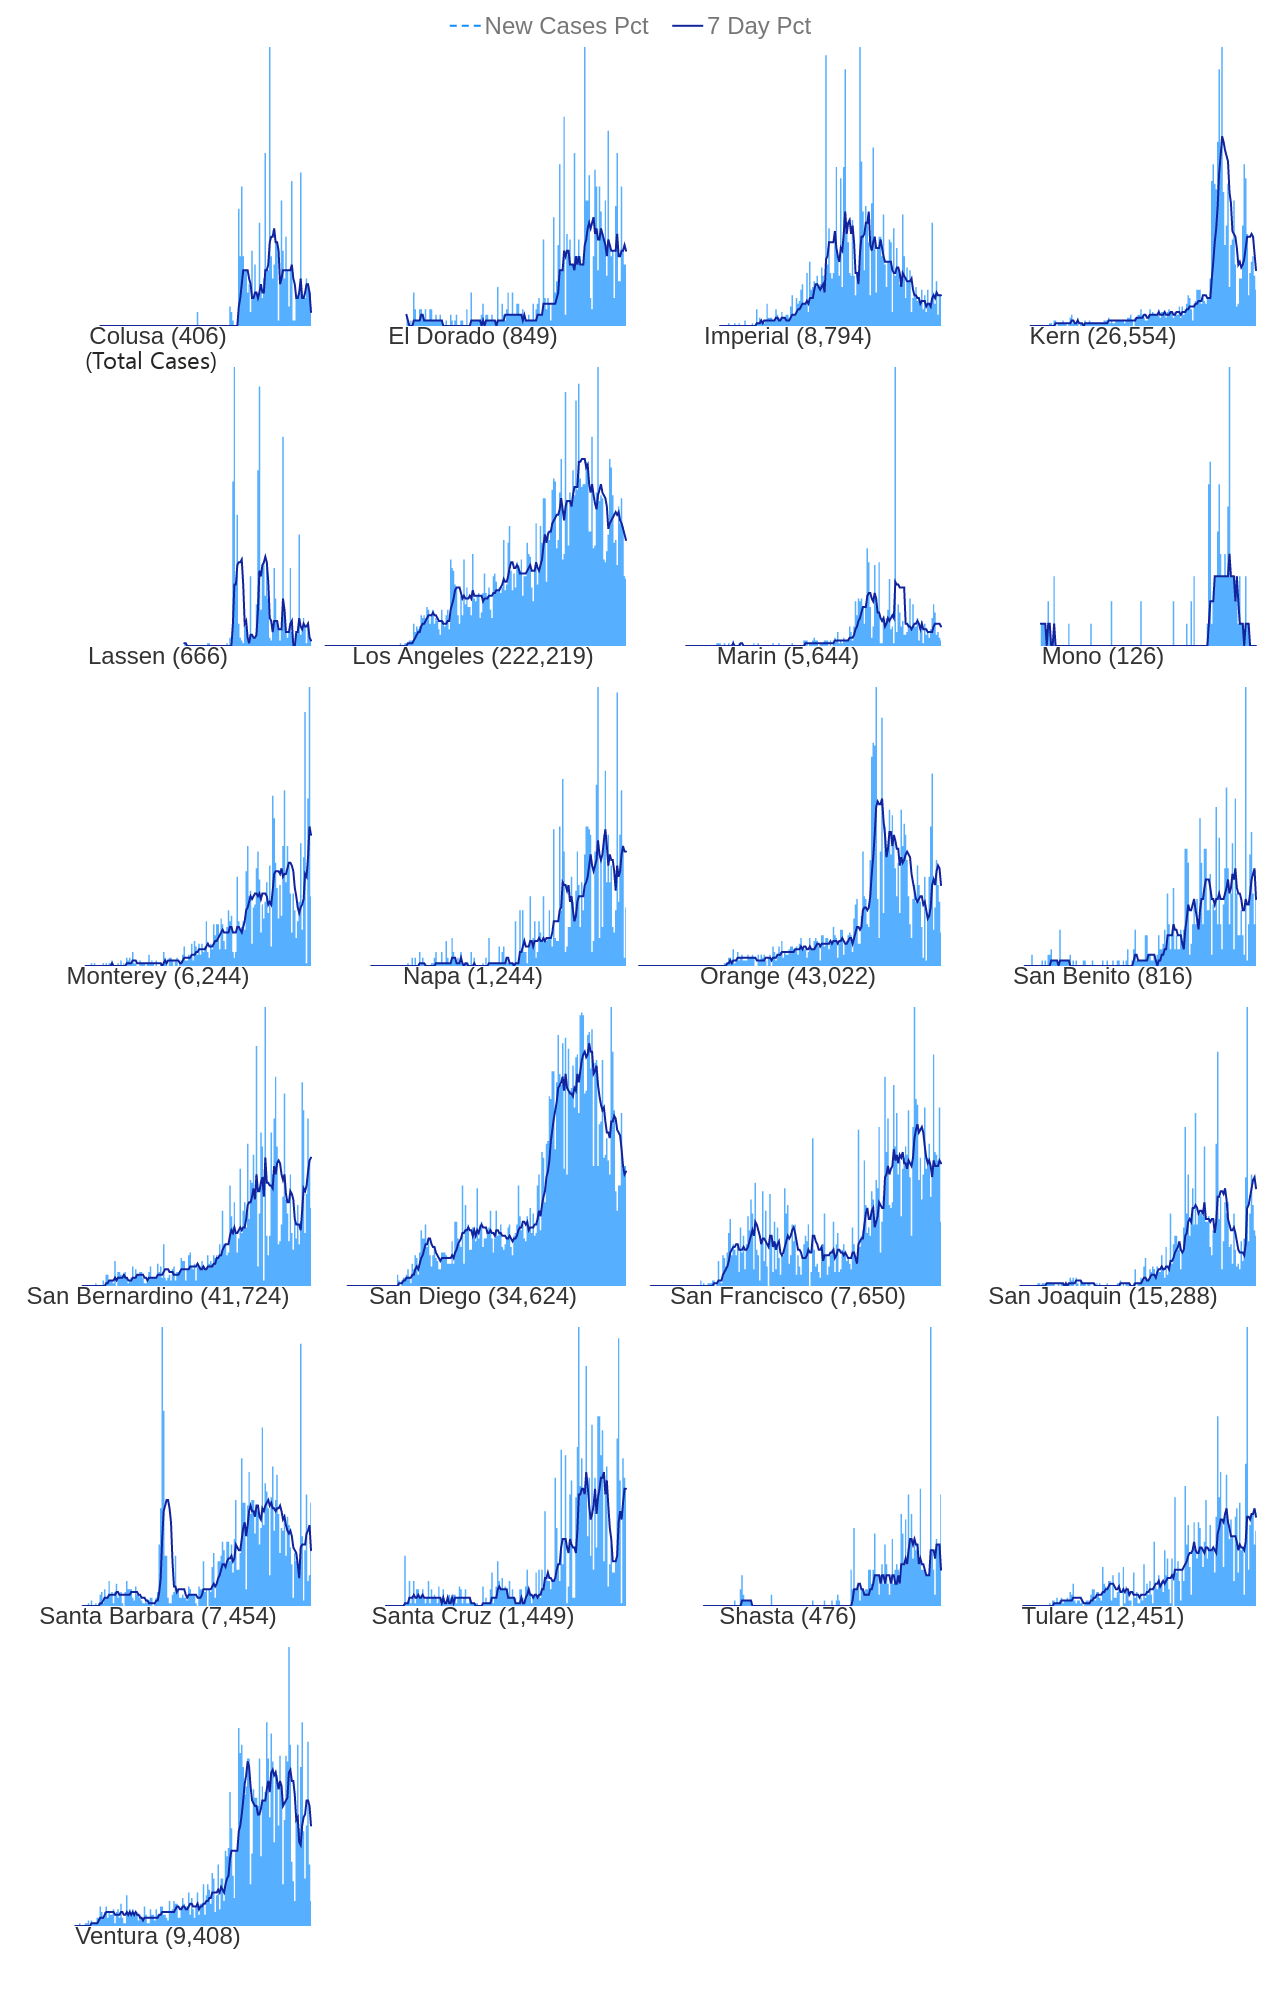 New Cases Pct 7 Day Pct
Colusa (406) El Dorado (849) Imperial (8,794) Kern (26,554)
(Total Cases)
Lassen (666) Los Angeles (222,219) Marin (5,644) Mono (126)
Monterey (6,244) Napa (1,244) Orange (43,022) San Benito (816)
San Bernardino (41,724) San Diego (34,624) San Francisco (7,650) San Joaquin (15,288)
Santa Barbara (7,454) Santa Cruz (1,449) Shasta (476) Tulare (12,451)
Ventura (9,408)